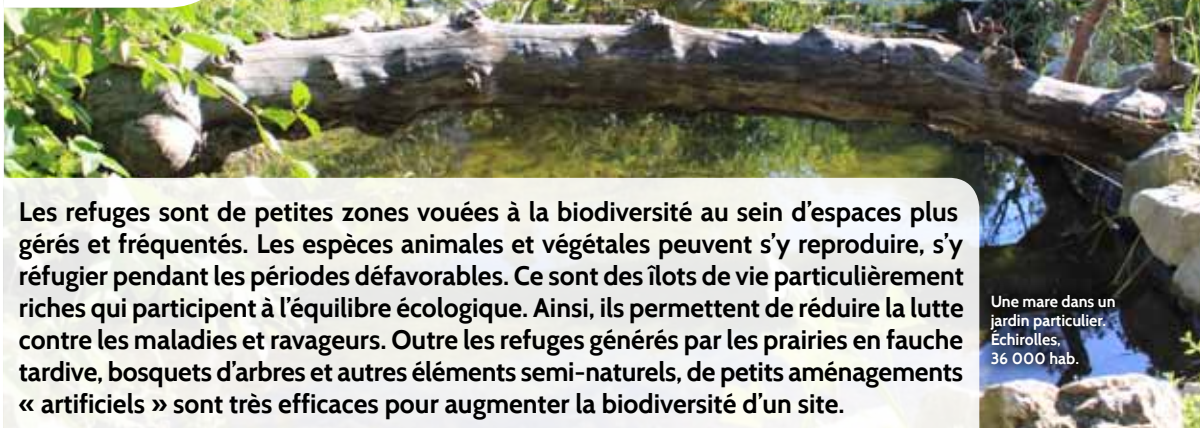 Les refuges sont de petites zones vouées à la biodiversité au sein d'espaces plus
gérés et fréquentés. Les espèces animales et végétales peuvent s'y reproduire, s'y
réfugier pendant les périodes défavorables. Ce sont des îlots de vie particulièrement
riches qui participent à l'équilibre écologique. Ainsi, ils permettent de réduire la lutte
contre les maladies et ravageurs. Outre les refuges générés par les prairies en fauche
tardive, bosquets d'arbres et autres éléments semi-naturels, de petits aménagements
« artificiels » sont très efficaces pour augmenter la biodiversité d'un site.
Une mare dans un
jardin particulier.
Échirolles,
36 000 hab.